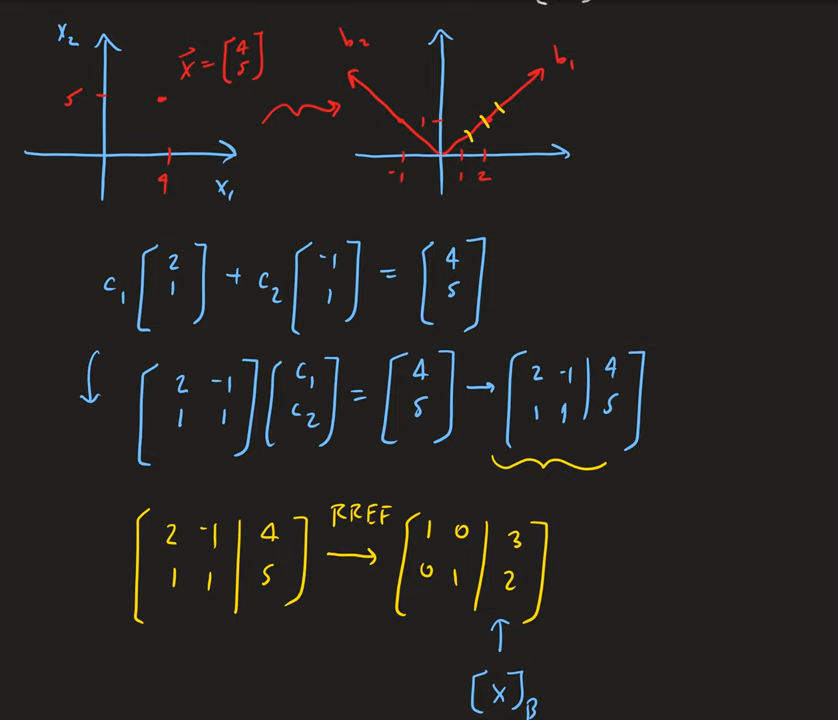 x₂
x⃗ = [4 5]
5
4
x₁
b₂
b₁
1
-1 1 2
c₁ [2 1] + c₂ [-1 1] = [4 5]
[2 -1 1 1] [c₁ c₂] = [4 5] → [2 -1 | 4 1 1 | 5]
[2 -1 | 4 1 1 | 5] RREF → [1 0 | 3 0 1 | 2]
↑
[x]_B